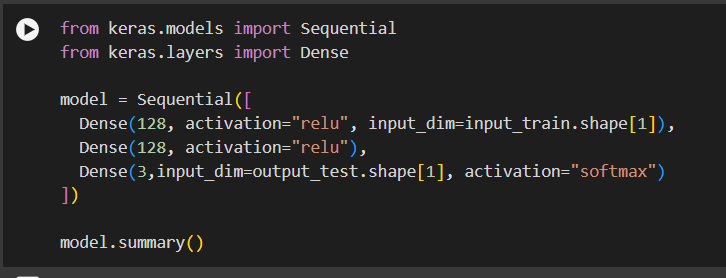 from keras.models import Sequential
from keras.layers import Dense
model = Sequential([
Dense(128, activation="relu", input_dim=input_train.shape[1]),
Dense(128, activation="relu"),
Dense(3,input_dim=output_test.shape[1], activation="softmax")
])
model.summary()